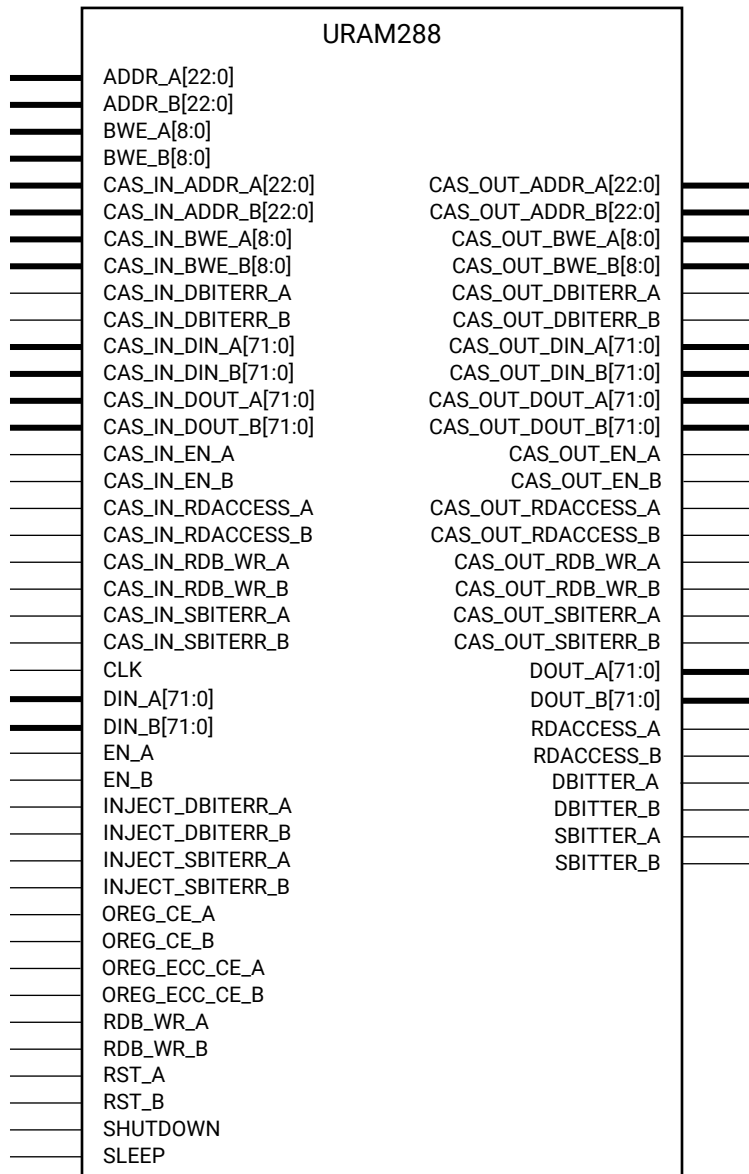 URAM288
ADDR_A[22:0]
ADDR_B[22:0]
BWE_A[8:0]
BWE_B[8:0]
CAS_IN_ADDR_A[22:0] CAS_OUT_ADDR_A[22:0]
CAS_IN_ADDR_B[22:0] CAS_OUT_ADDR_B[22:0]
CAS_IN_BWE_A[8:0] CAS_OUT_BWE_A[8:0]
CAS_IN_BWE_B[8:0] CAS_OUT_BWE_B[8:0]
CAS_IN_DBITERR_A CAS_OUT_DBITERR_A
CAS_IN_DBITERR_B CAS_OUT_DBITERR_B
CAS_IN_DIN_A[71:0] CAS_OUT_DIN_A[71:0]
CAS_IN_DIN_B[71:0] CAS_OUT_DIN_B[71:0]
CAS_IN_DOUT_A[71:0] CAS_OUT_DOUT_A[71:0]
CAS_IN_DOUT_B[71:0] CAS_OUT_DOUT_B[71:0]
CAS_IN_EN_A CAS_OUT_EN_A
CAS_IN_EN_B CAS_OUT_EN_B
CAS_IN_RDACCESS_A CAS_OUT_RDACCESS_A
CAS_IN_RDACCESS_B CAS_OUT_RDACCESS_B
CAS_IN_RDB_WR_A CAS_OUT_RDB_WR_A
CAS_IN_RDB_WR_B CAS_OUT_RDB_WR_B
CAS_IN_SBITERR_A CAS_OUT_SBITERR_A
CAS_IN_SBITERR_B CAS_OUT_SBITERR_B
CLK DOUT_A[71:0]
DIN_A[71:0] DOUT_B[71:0]
DIN_B[71:0] RDACCESS_A
EN_A RDACCESS_B
EN_B DBITTER_A
INJECT_DBITERR_A DBITTER_B
INJECT_DBITERR_B SBITTER_A
INJECT_SBITERR_A SBITTER_B
INJECT_SBITERR_B
OREG_CE_A
OREG_CE_B
OREG_ECC_CE_A
OREG_ECC_CE_B
RDB_WR_A
RDB_WR_B
RST_A
RST_B
SHUTDOWN
SLEEP